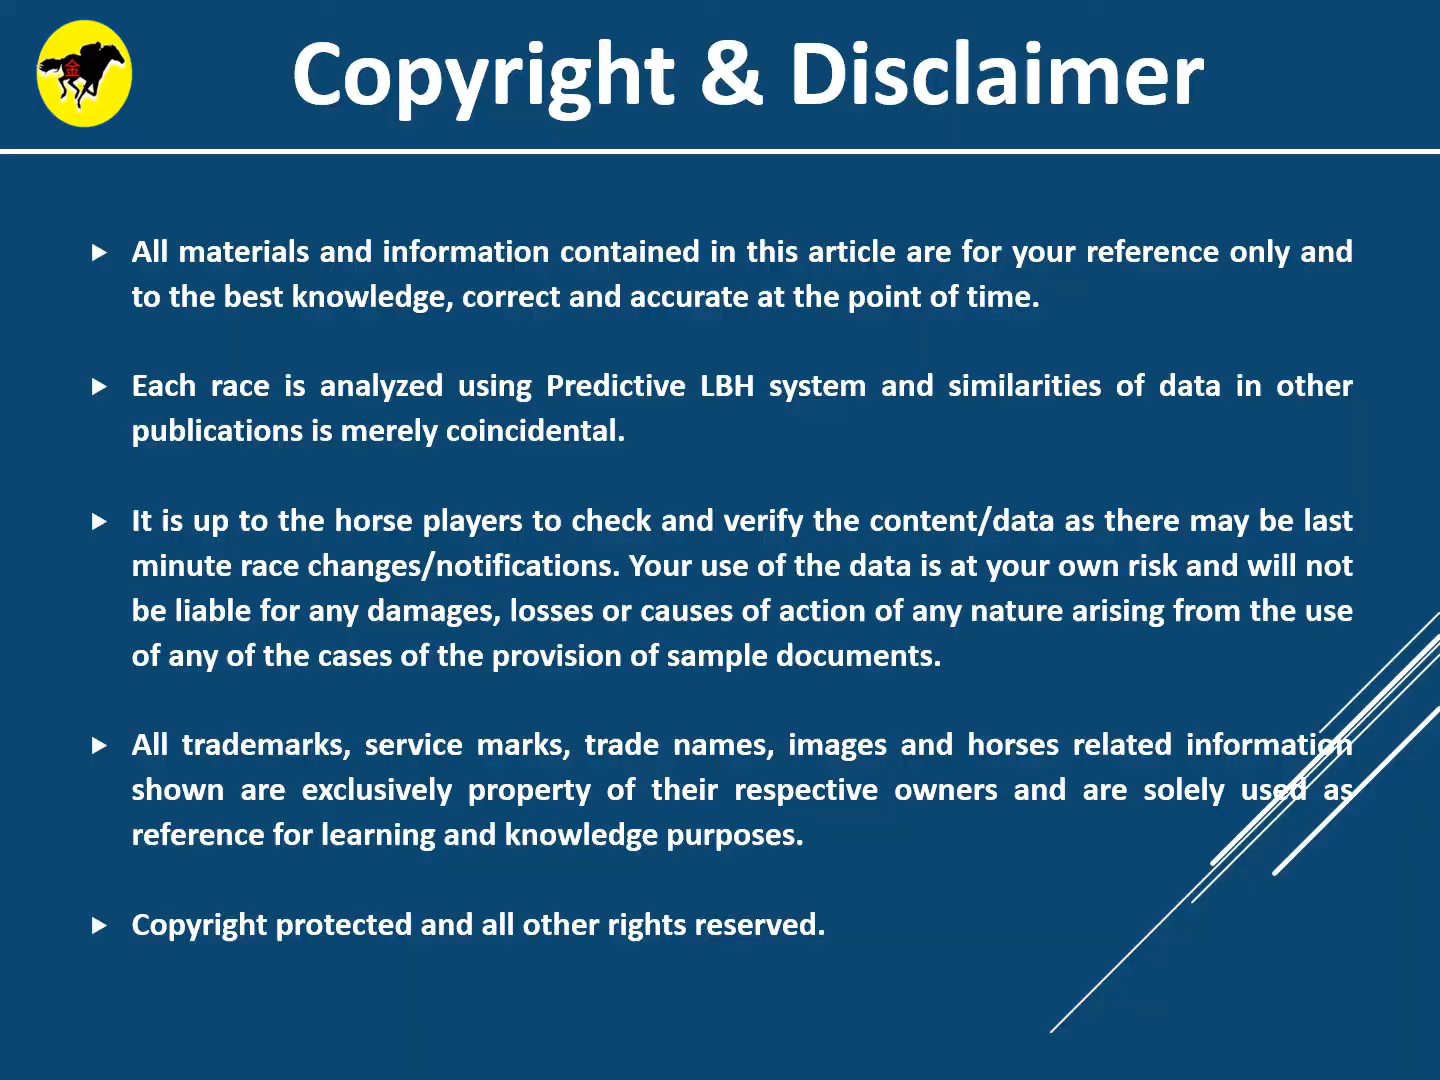 金
Copyright & Disclaimer
All materials and information contained in this article are for your reference only and
to the best knowledge, correct and accurate at the point of time.
Each race is analyzed using Predictive LBH system and similarities of data in other
publications is merely coincidental.
It is up to the horse players to check and verify the content/data as there may be last
minute race changes/notifications. Your use of the data is at your own risk and will not
be liable for any damages, losses or causes of action of any nature arising from the use
of any of the cases of the provision of sample documents.
All trademarks, service marks, trade names, images and horses related information
shown are exclusively property of their respective owners and are solely used as
reference for learning and knowledge purposes.
Copyright protected and all other rights reserved.